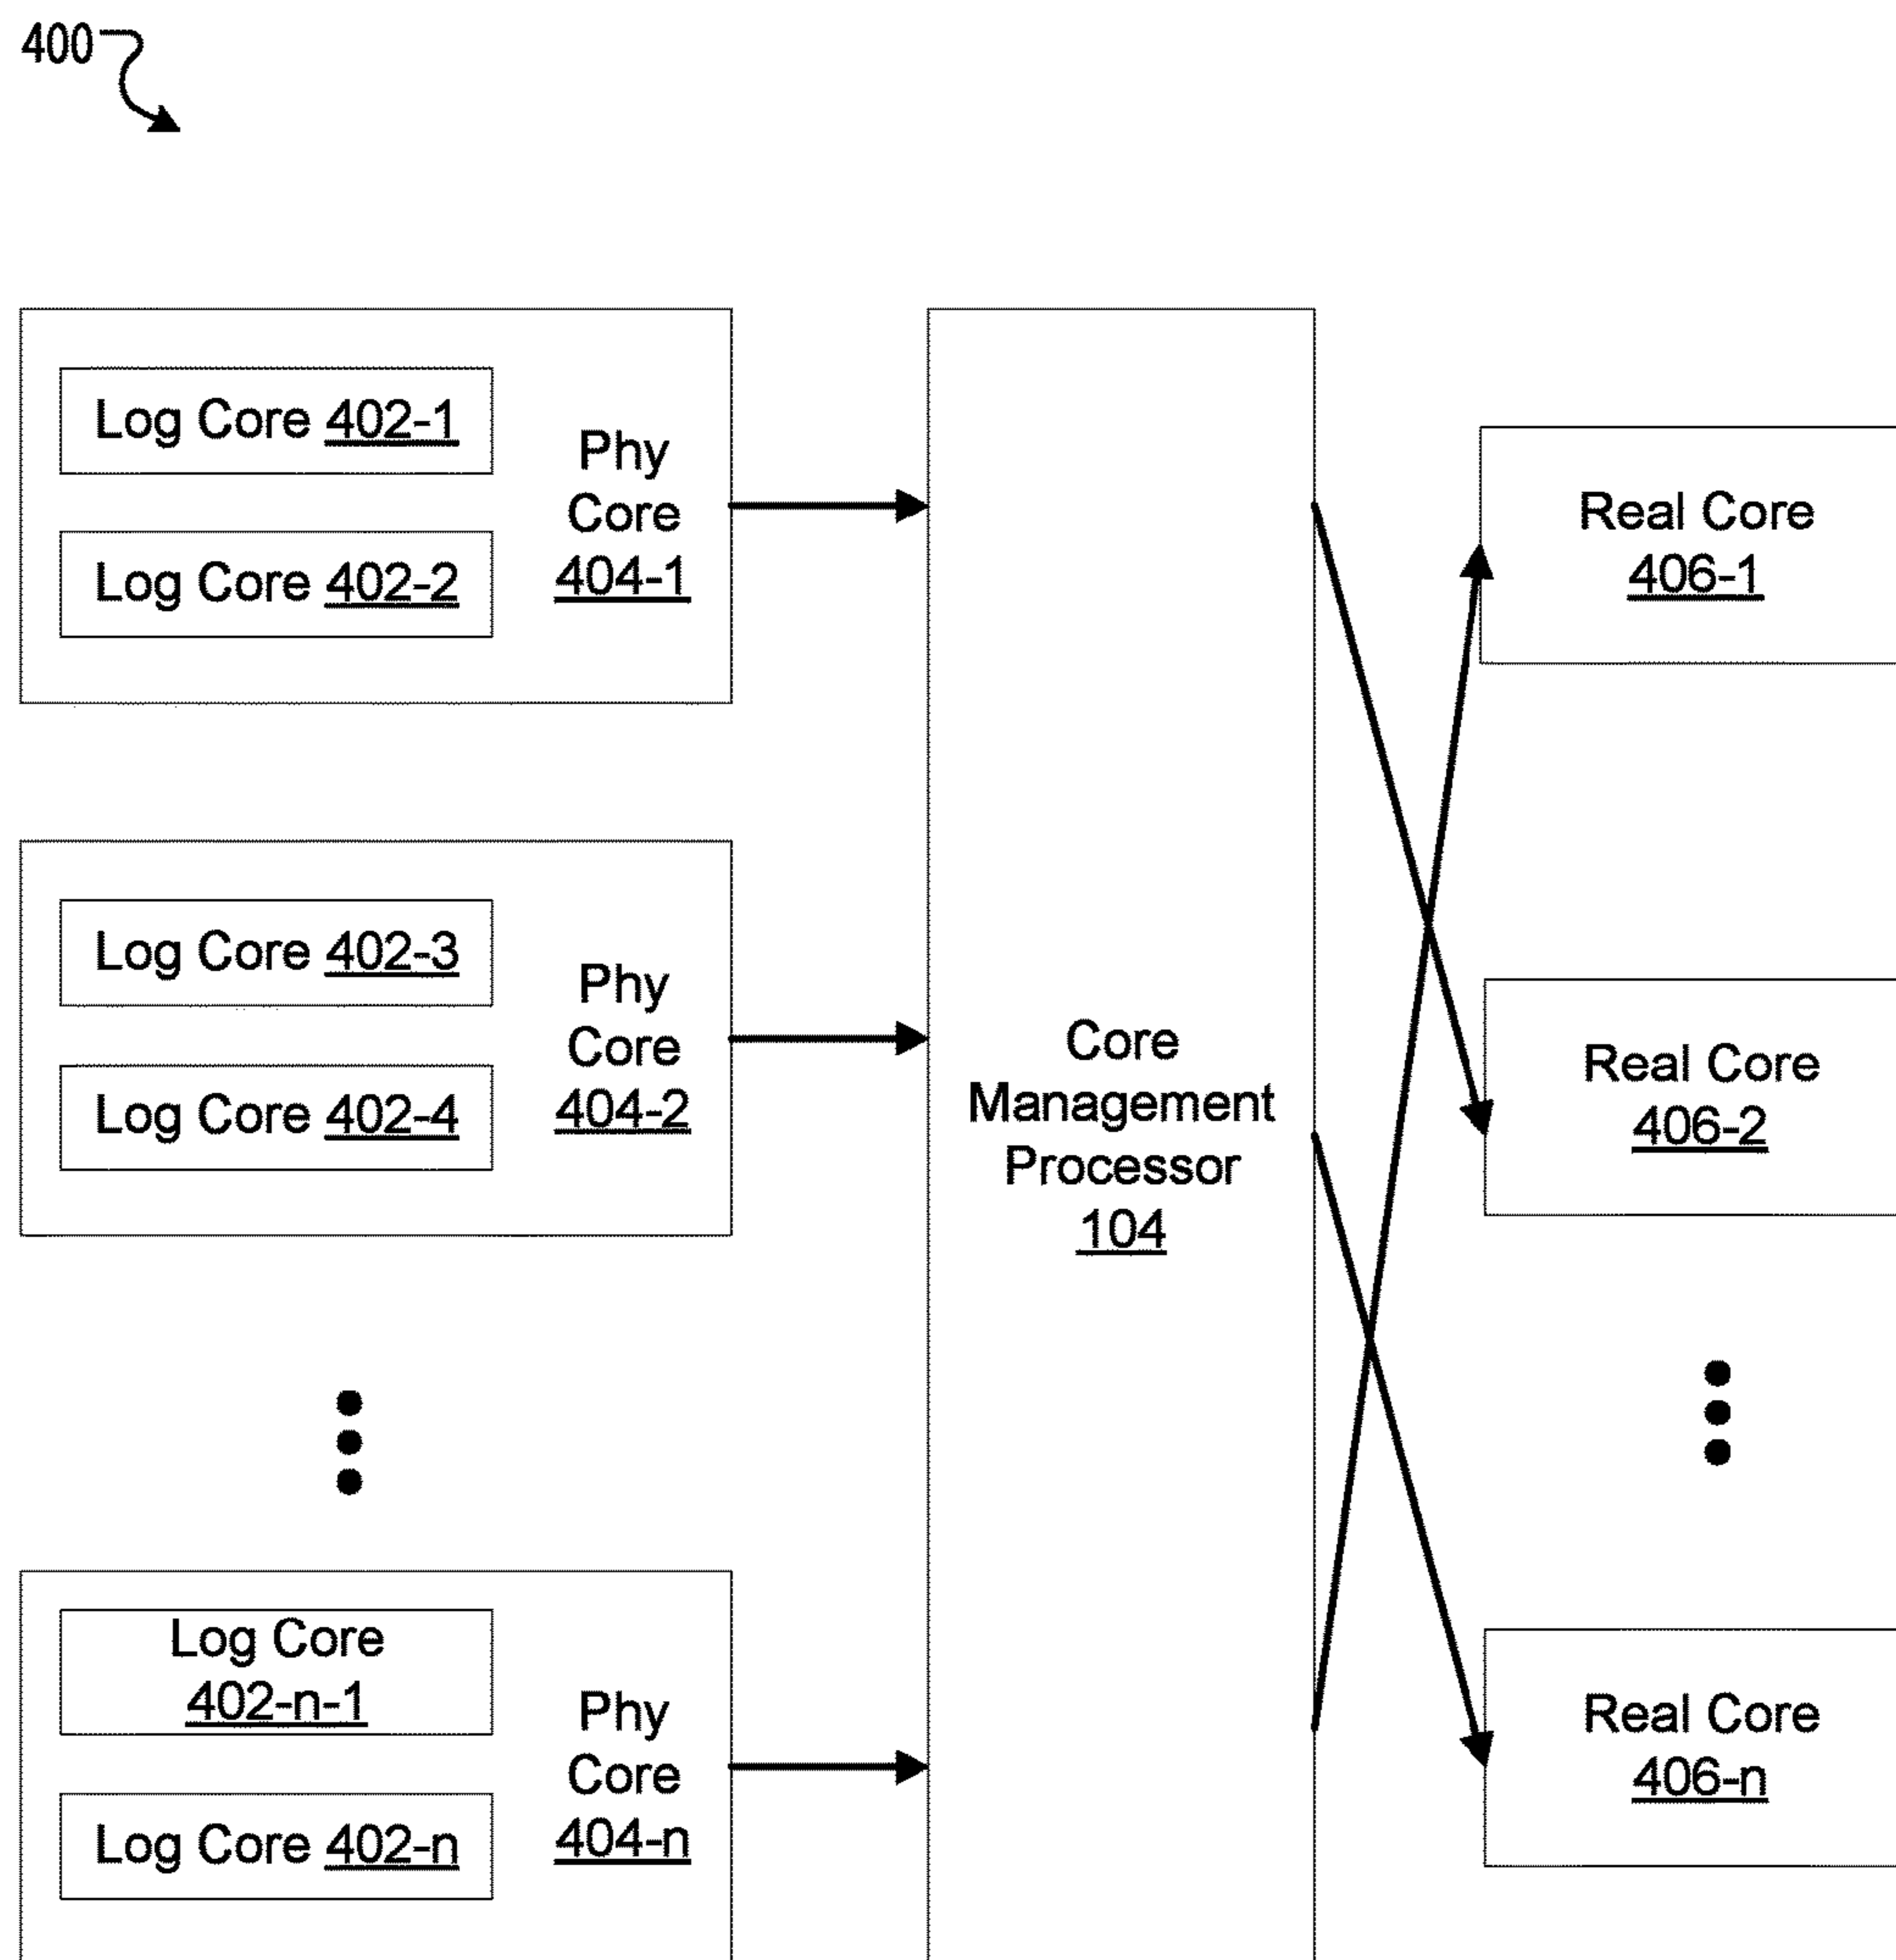 400
Log Core 402-1
Log Core 402-2
Phy
Core
404-1
Log Core 402-3
Log Core 402-4
Phy
Core
404-2
Log Core
402-n-1
Log Core 402-n
Phy
Core
404-n
Core
Management
Processor
104
Real Core
406-1
Real Core
406-2
Real Core
406-n